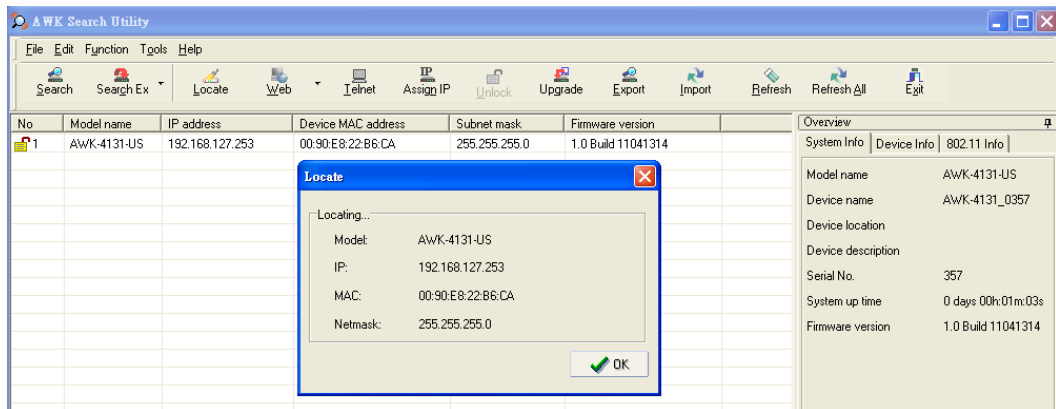 AWK Search Utility
File Edit Function Tools Help
Search Search Ex Locate Web Telnet IP Assign IP Unlock Upgrade Export Import Refresh Refresh All Exit
No Model name IP address Device MAC address Subnet mask Firmware version
1 AWK-4131-US 192.168.127.253 00:90:E8:22:B6:CA 255.255.255.0 1.0 Build 11041314
Locate
Locating...
Model: AWK-4131-US
IP: 192.168.127.253
MAC: 00:90:E8:22:B6:CA
Netmask: 255.255.255.0
OK
Overview
System Info Device Info 802.11 Info
Model name AWK-4131-US
Device name AWK-4131_0357
Device location
Device description
Serial No. 357
System up time 0 days 00h:01m:03s
Firmware version 1.0 Build 11041314